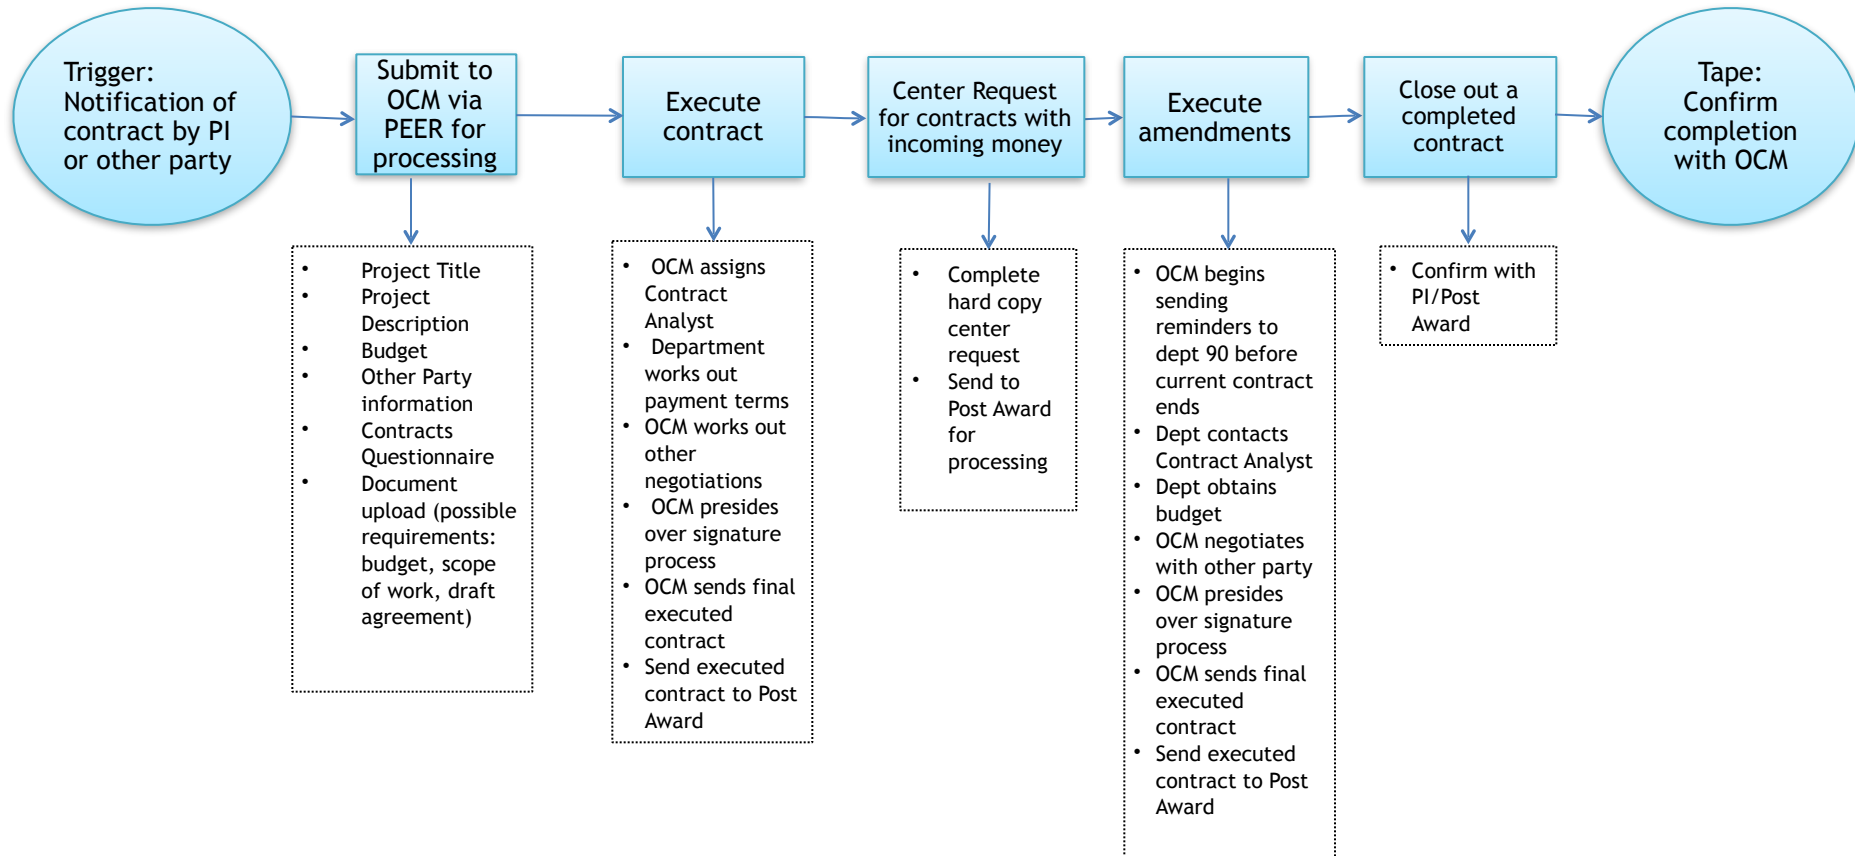 Trigger:
Notification of
contract by PI
or other party
Submit to
OCM via
PEER for
processing
Execute
contract
Center Request
for contracts with
incoming money
Execute
amendments
Close out a
completed
contract
Tape:
Confirm
completion
with OCM
• Project Title
• Project
Description
• Budget
• Other Party
information
• Contracts
Questionnaire
• Document
upload (possible
requirements:
budget, scope
of work, draft
agreement)
• OCM assigns
Contract
Analyst
• Department
works out
payment terms
• OCM works out
other
negotiations
• OCM presides
over signature
process
• OCM sends final
executed
contract
• Send executed
contract to Post
Award
• Complete
hard copy
center
request
• Send to
Post Award
for
processing
• OCM begins
sending
reminders to
dept 90 before
current contract
ends
• Dept contacts
Contract Analyst
• Dept obtains
budget
• OCM negotiates
with other party
• OCM presides
over signature
process
• OCM sends final
executed
contract
• Send executed
contract to Post
Award
• Confirm with
PI/Post
Award